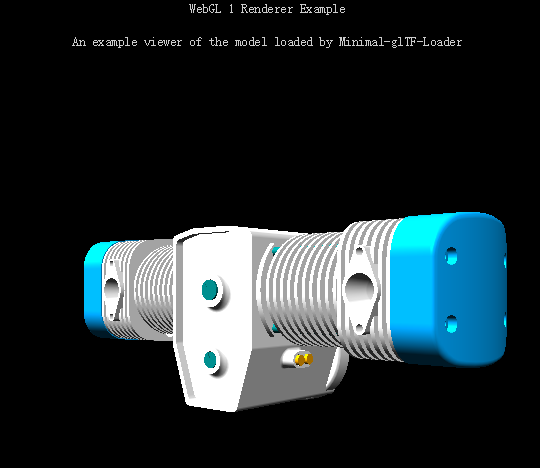 WebGL 1 Renderer Example
An example viewer of the model loaded by Minimal-glTF-Loader